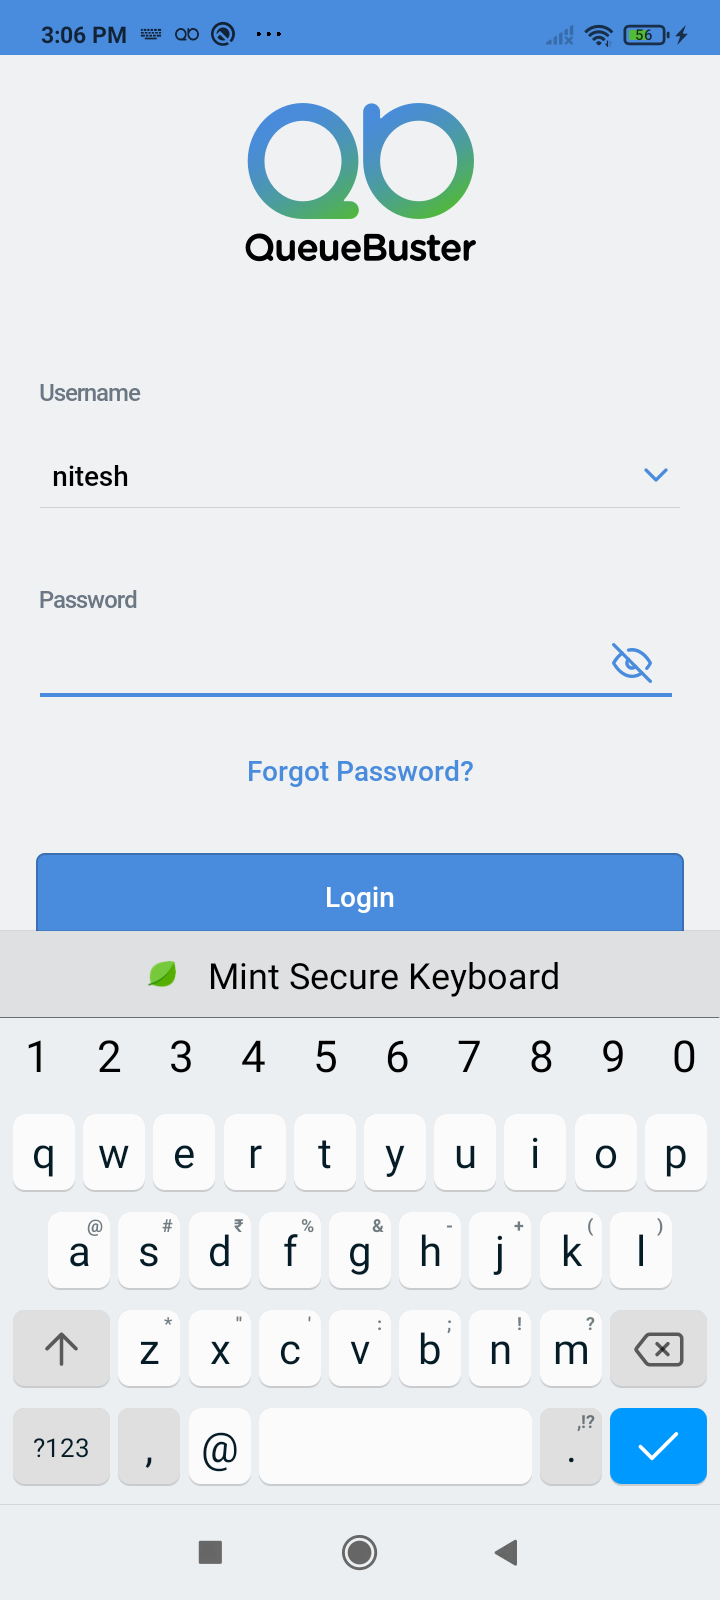 3:06 PM 56
QueueBuster
Username
nitesh
Password
Forgot Password?
Login
Mint Secure Keyboard
1 2 3 4 5 6 7 8 9 0
q w e r t y u i o p
@ # ₹ % & - + ( )
a s d f g h j k l
* " ' : ; ! ?
z x c v b n m
,!?
?123 , @ .